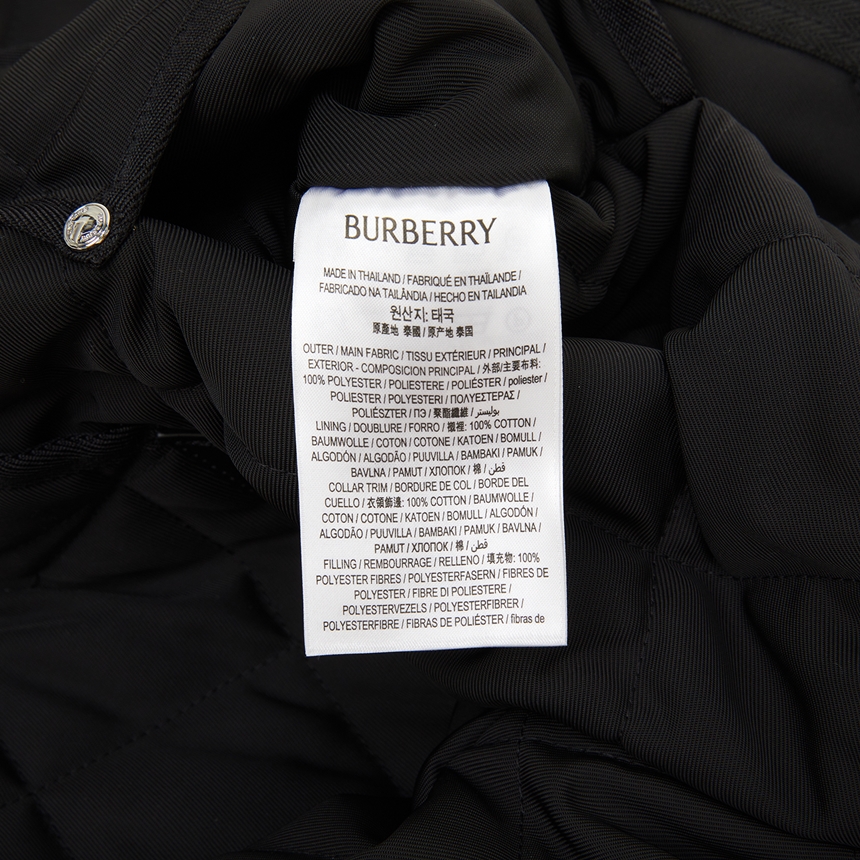 BURBERRY
MADE IN THAILAND / FABRIQUÉ EN THAÏLANDE /
FABRICADO NA TAILÂNDIA / HECHO EN TAILANDIA
원산지: 태국
原產地 泰國 / 原产地 泰国
OUTER / MAIN FABRIC / TISSU EXTÉRIEUR / PRINCIPAL /
EXTERIOR - COMPOSICION PRINCIPAL / 外部/主要布料:
100% POLYESTER / POLIESTERE / POLIÉSTER / poliester /
POLIESTER POLYESTERI / ΠΟΛΥΕΣΤΕΡΑΣ /
POLIÉSZTER / ПЭ / 聚酯纖維 / بوليستر /
LINING / DOUBLURE / FORRO / 襯裡: 100% COTTON /
BAUMWOLLE / COTON / COTONE / KATOEN / BOMULL /
ALGODÓN / ALGODÃO / PUUVILLA / BAMBAKI / PAMUK /
BAVLNA / PAMUT / ХЛОПОК / 棉 / قطن /
COLLAR TRIM / BORDURE DE COL / BORDE DEL
CUELLO / 衣領飾邊: 100% COTTON / BAUMWOLLE /
COTON / COTONE / KATOEN / BOMULL / ALGODÓN /
ALGODÃO / PUUVILLA / BAMBAKI / PAMUK / BAVLNA /
PAMUT / ХЛОПОК / 棉 / قطن /
FILLING / REMBOURRAGE / RELLENO / 填充物: 100%
POLYESTER FIBRES / POLYESTERFASERN / FIBRES DE
POLYESTER / FIBRE DI POLIESTERE /
POLYESTERVEZELS / POLYESTERFIBRER /
POLYESTERFIBRE / FIBRAS DE POLIÉSTER / fibras de